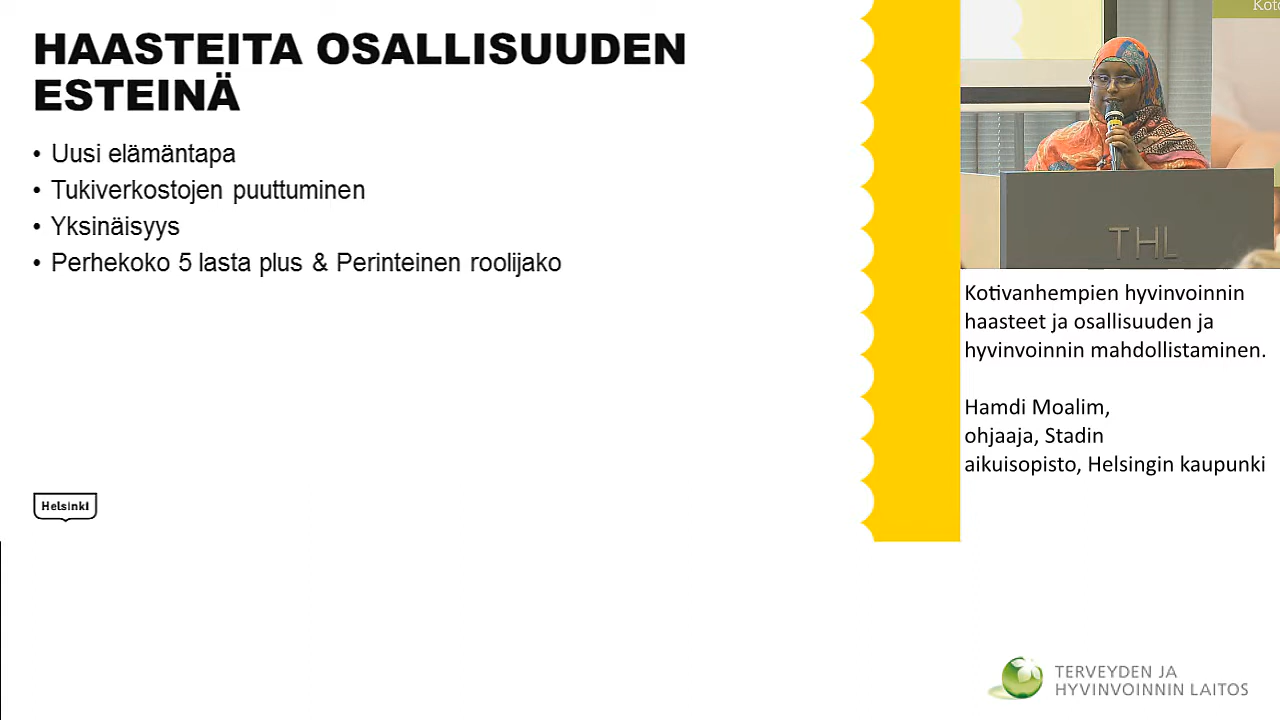 HAASTEITA OSALLISUUDEN
ESTEINÄ
• Uusi elämäntapa
• Tukiverkostojen puuttuminen
• Yksinäisyys
• Perhekoko 5 lasta plus & Perinteinen roolijako
Helsinki
THL
Kotivanhempien hyvinvoinnin
haasteet ja osallisuuden ja
hyvinvoinnin mahdollistaminen.
Hamdi Moalim,
ohjaaja, Stadin
aikuisopisto, Helsingin kaupunki
TERVEYDEN JA
HYVINVOINNIN LAITOS